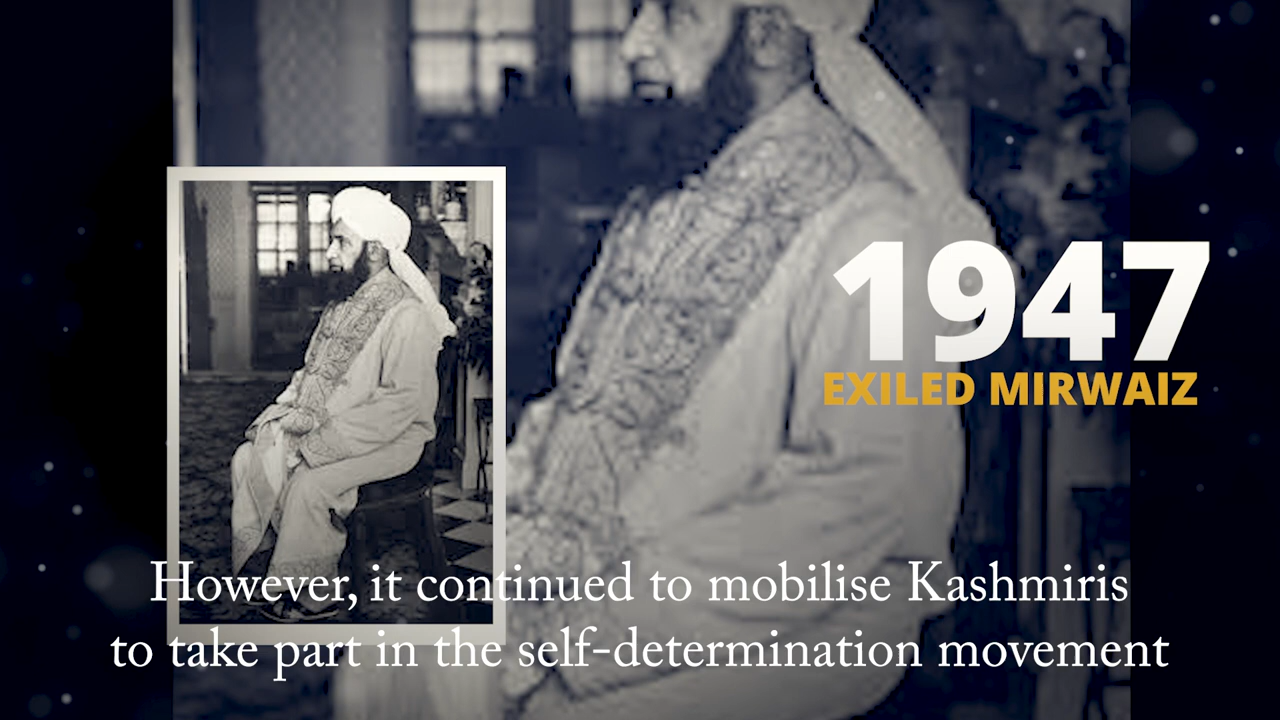 1947
EXILED MIRWAIZ
However, it continued to mobilise Kashmiris
to take part in the self-determination movement